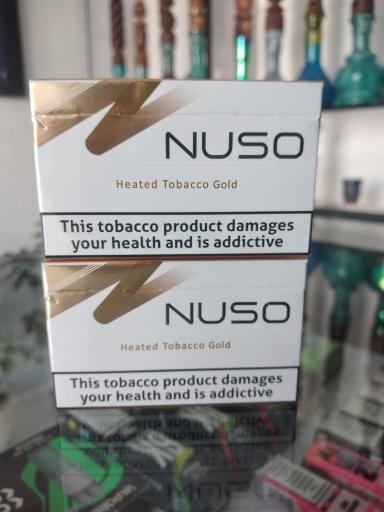 NUSO
Heated Tobacco Gold
This tobacco product damages
your health and is addictive
NUSO
Heated Tobacco Gold
This tobacco product damages
your health and is addictive